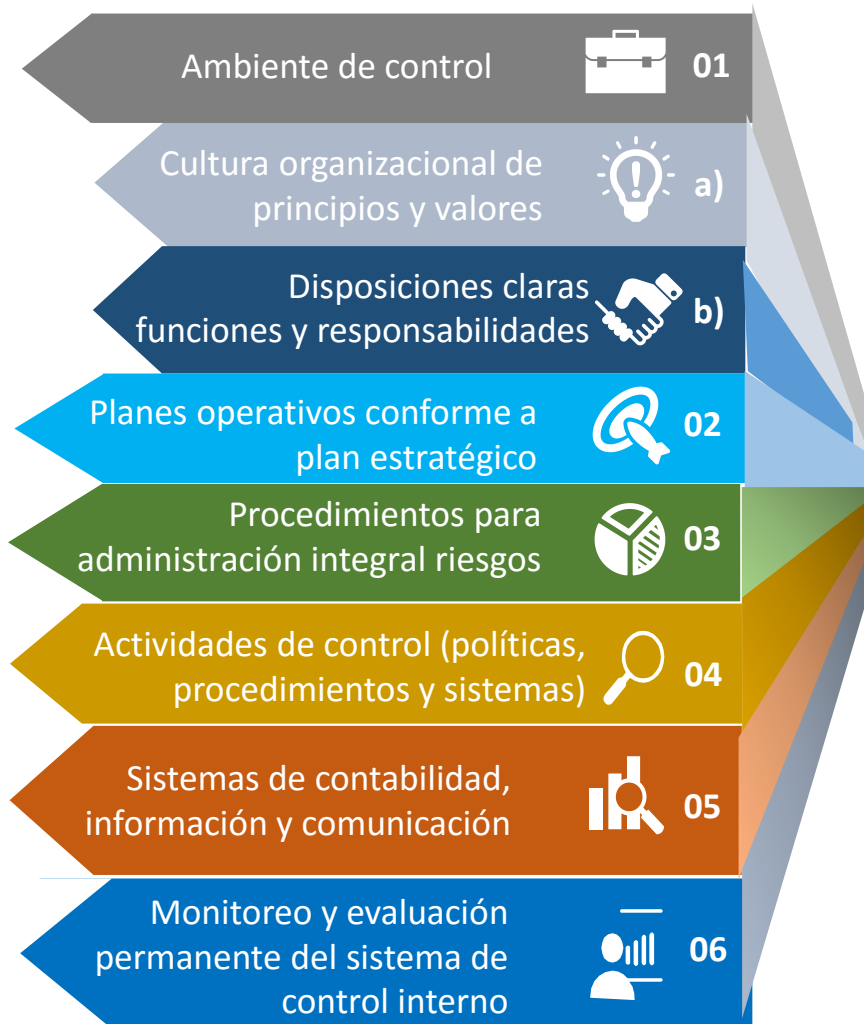 Ambiente de control 01
Cultura organizacional de
principios y valores a)
Disposiciones claras
funciones y responsabilidades b)
Planes operativos conforme a
plan estratégico 02
Procedimientos para
administración integral riesgos 03
Actividades de control (políticas,
procedimientos y sistemas) 04
Sistemas de contabilidad,
información y comunicación 05
Monitoreo y evaluación
permanente del sistema de
control interno 06